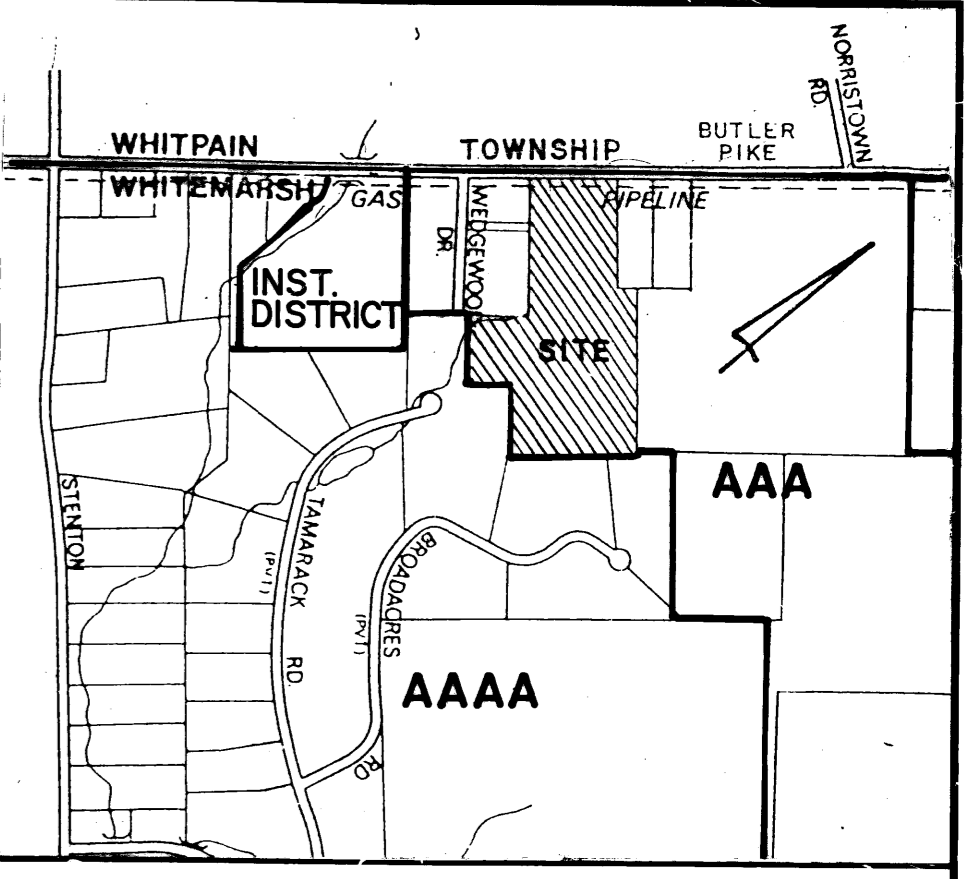 NORRISTOWN
RD.
BUTLER
PIKE
WHITPAIN TOWNSHIP
WHITEMARSH
GAS PIPELINE
WEDGEWOOD
DR.
INST.
DISTRICT
SITE
AAA
STENTON
TAMARACK RD.
(PVT)
BROADACRES RD
(PVT)
AAAA